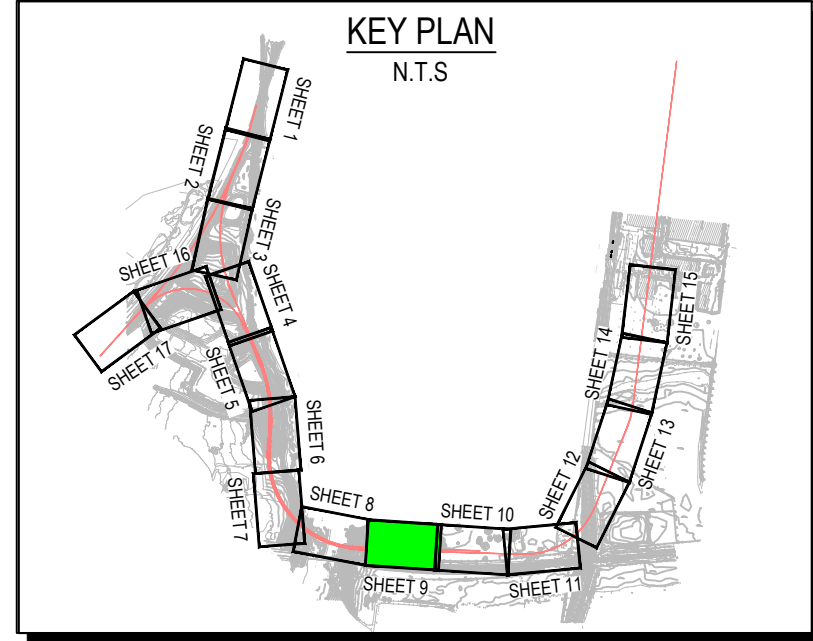 KEY PLAN
N.T.S
SHEET 1
SHEET 2
SHEET 3
SHEET 16
SHEET 4
SHEET 17
SHEET 5
SHEET 6
SHEET 7
SHEET 8
SHEET 9
SHEET 10
SHEET 11
SHEET 12
SHEET 13
SHEET 14
SHEET 15